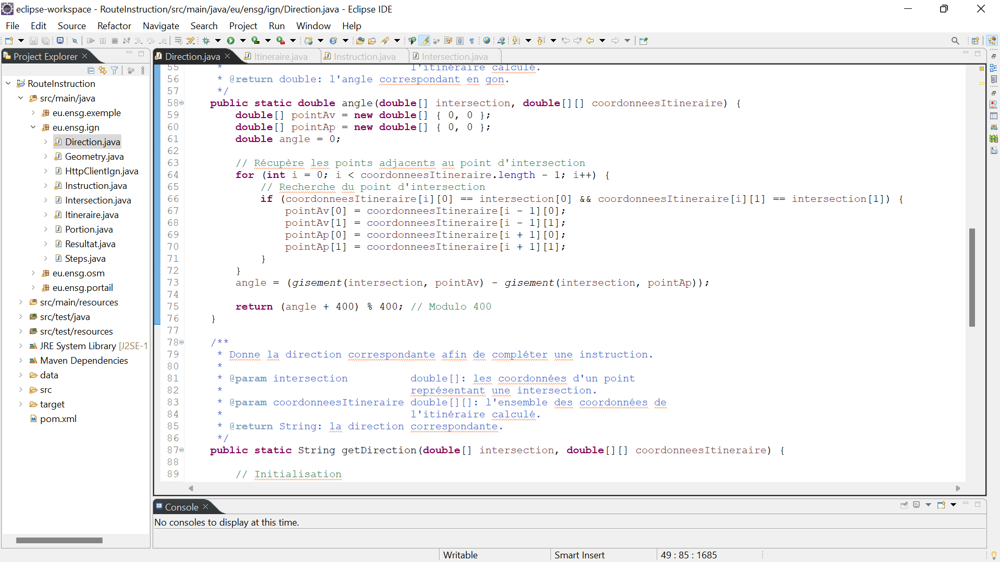 eclipse-workspace - RouteInstruction/src/main/java/eu/ensg/ign/Direction.java - Eclipse IDE
File Edit Source Refactor Navigate Search Project Run Window Help
Project Explorer
RouteInstruction
src/main/java
eu.ensg.exemple
eu.ensg.ign
Direction.java
Geometry.java
HttpClientIgn.java
Instruction.java
Intersection.java
Itineraire.java
Portion.java
Resultat.java
Steps.java
eu.ensg.osm
eu.ensg.portail
src/main/resources
src/test/java
src/test/resources
JRE System Library [J2SE-1
Maven Dependencies
data
src
target
pom.xml
Direction.java Itineraire.java Instruction.java Intersection.java
55 * l'itinéraire calculé.
56 * @return double: l'angle correspondant en gon.
57 */
58 public static double angle(double[] intersection, double[][] coordonneesItineraire) {
59 double[] pointAv = new double[] { 0, 0 };
60 double[] pointAp = new double[] { 0, 0 };
61 double angle = 0;
62
63 // Récupère les points adjacents au point d'intersection
64 for (int i = 0; i < coordonneesItineraire.length - 1; i++) {
65 // Recherche du point d'intersection
66 if (coordonneesItineraire[i][0] == intersection[0] && coordonneesItineraire[i][1] == intersection[1]) {
67 pointAv[0] = coordonneesItineraire[i - 1][0];
68 pointAv[1] = coordonneesItineraire[i - 1][1];
69 pointAp[0] = coordonneesItineraire[i + 1][0];
70 pointAp[1] = coordonneesItineraire[i + 1][1];
71 }
72 }
73 angle = (gisement(intersection, pointAv) - gisement(intersection, pointAp));
74
75 return (angle + 400) % 400; // Modulo 400
76 }
77
78 /**
79 * Donne la direction correspondante afin de compléter une instruction.
80 *
81 * @param intersection double[]: les coordonnées d'un point
82 * représentant une intersection.
83 * @param coordonneesItineraire double[][]: l'ensemble des coordonnées de
84 * l'itinéraire calculé.
85 * @return String: la direction correspondante.
86 */
87 public static String getDirection(double[] intersection, double[][] coordonneesItineraire) {
88
89 // Initialisation
Console
No consoles to display at this time.
Writable Smart Insert 49 : 85 : 1685